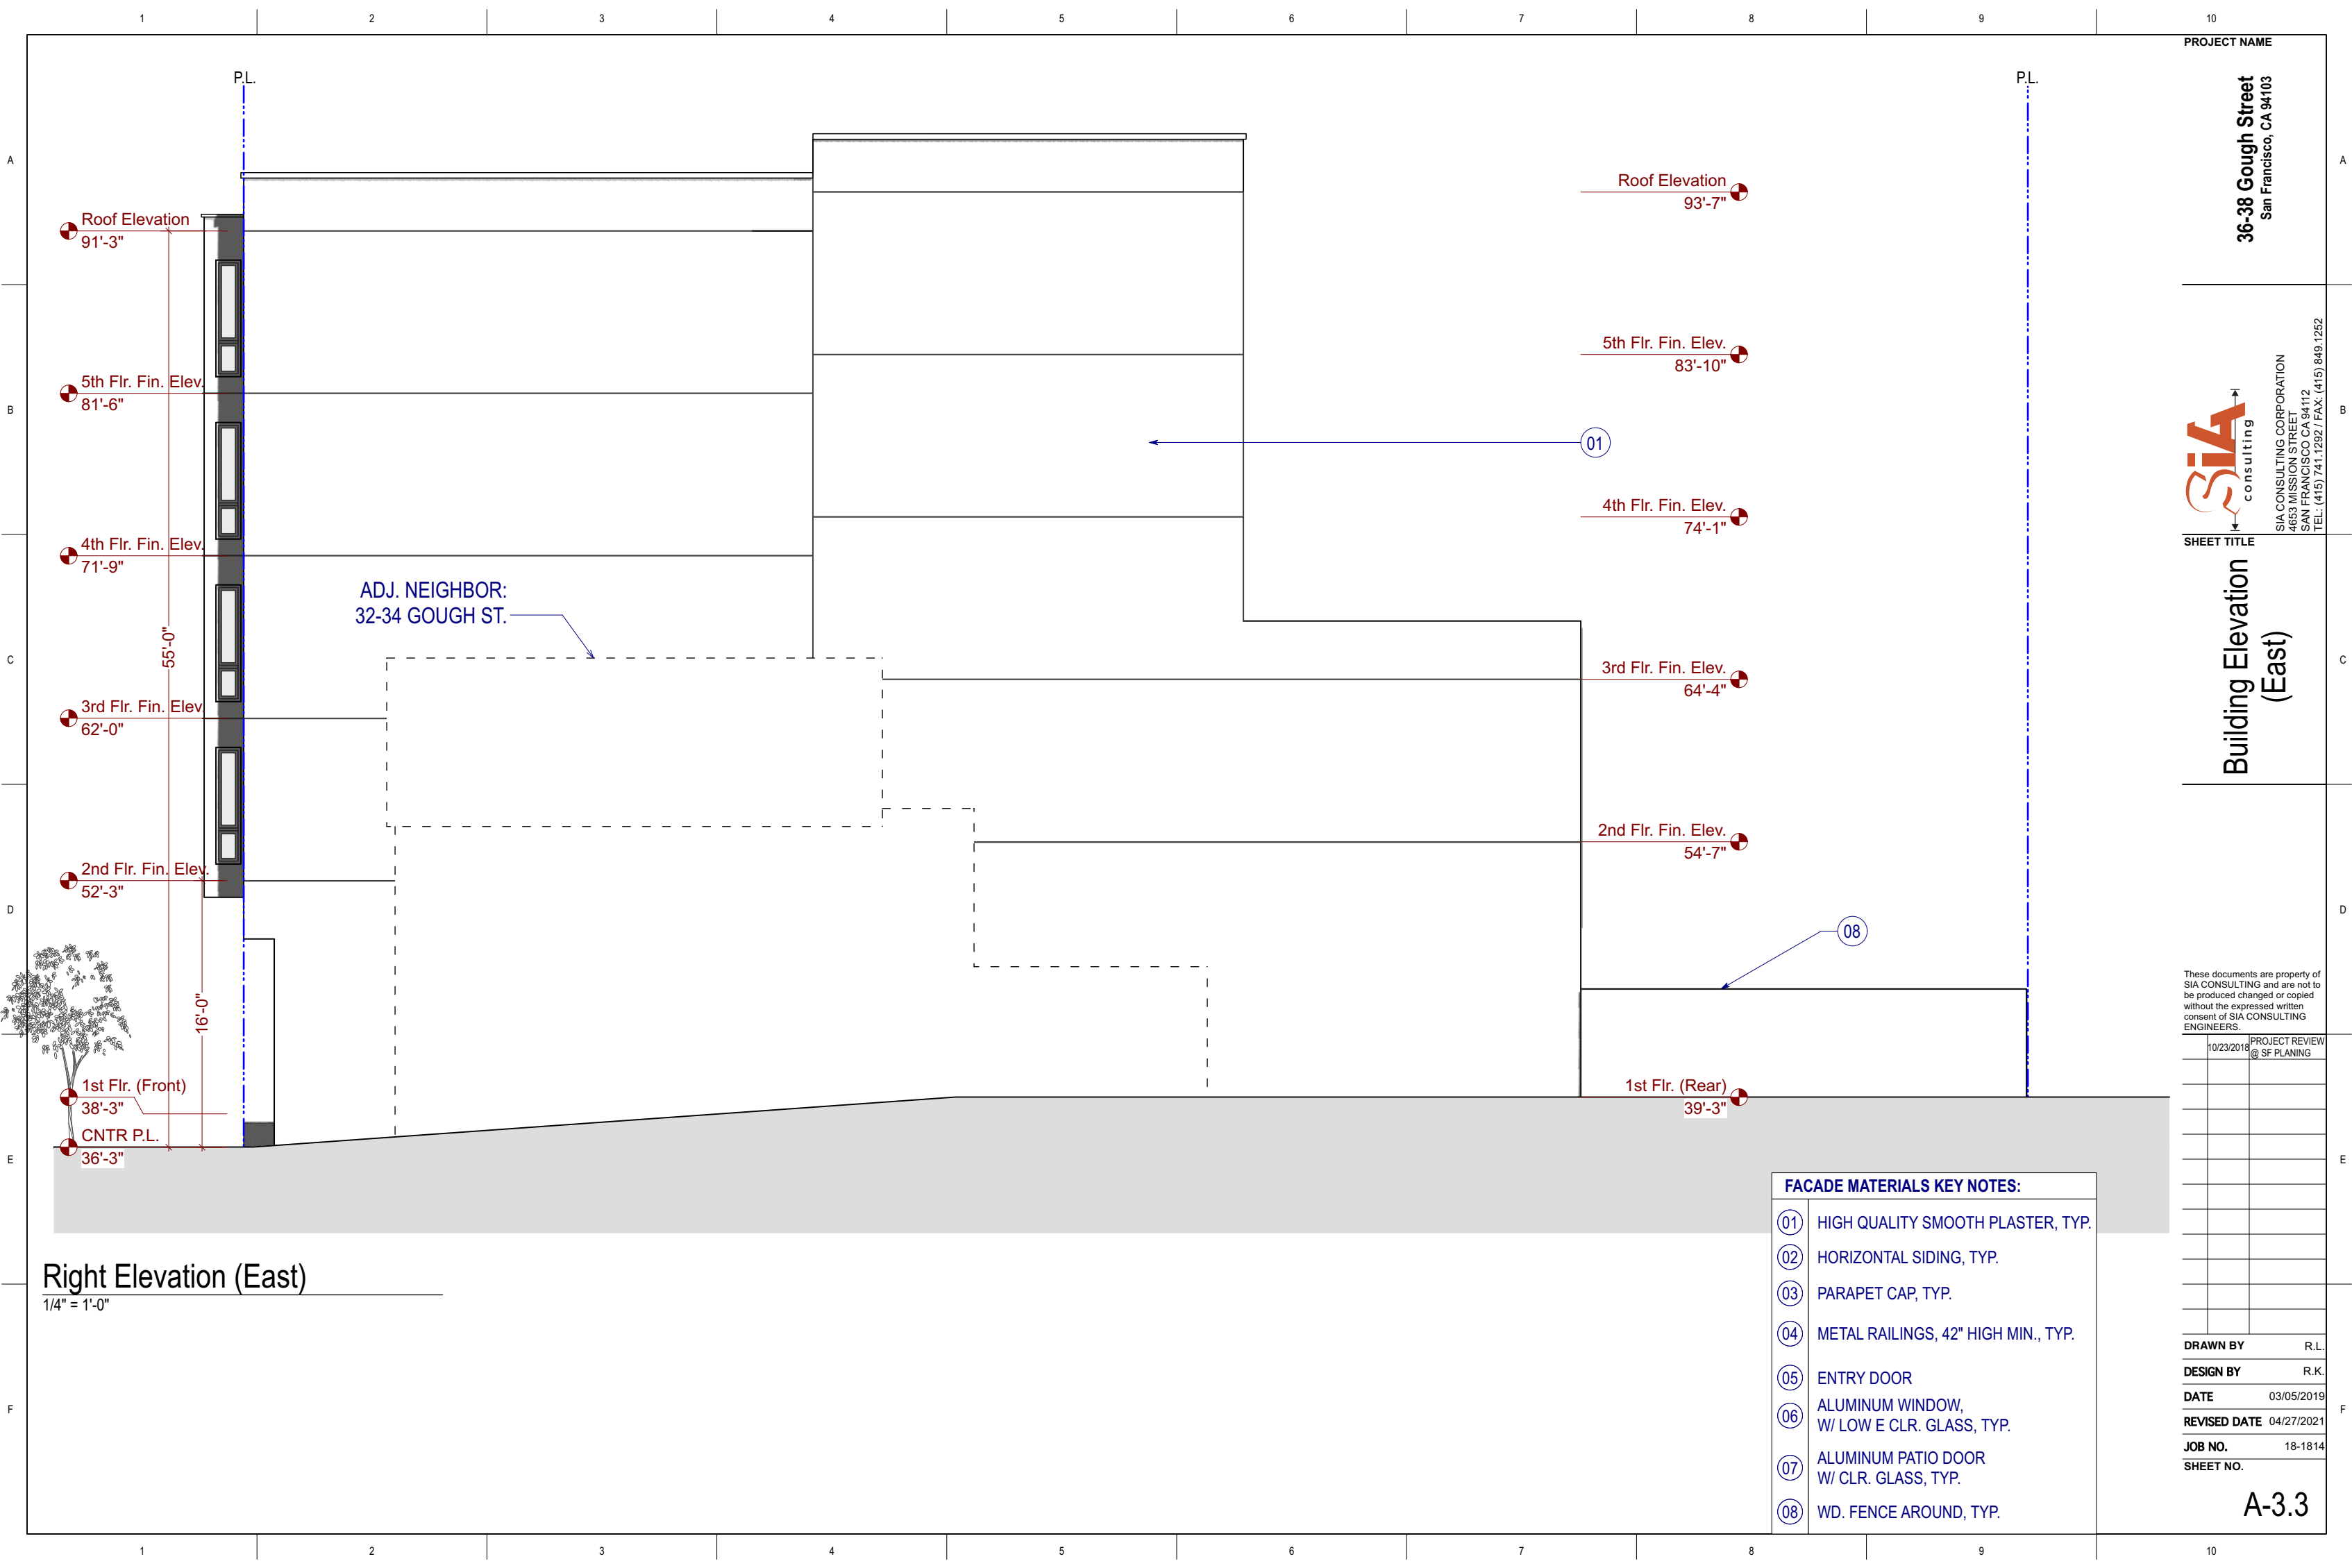 1 2 3 4 5 6 7 8 9 10
A
B
C
D
E
F
P.L.
P.L.
Roof Elevation
91'-3"
5th Flr. Fin. Elev.
81'-6"
4th Flr. Fin. Elev.
71'-9"
3rd Flr. Fin. Elev.
62'-0"
2nd Flr. Fin. Elev.
52'-3"
1st Flr. (Front)
38'-3"
CNTR P.L.
36'-3"
55'-0"
16'-0"
ADJ. NEIGHBOR:
32-34 GOUGH ST.
01
08
Roof Elevation
93'-7"
5th Flr. Fin. Elev.
83'-10"
4th Flr. Fin. Elev.
74'-1"
3rd Flr. Fin. Elev.
64'-4"
2nd Flr. Fin. Elev.
54'-7"
1st Flr. (Rear)
39'-3"
Right Elevation (East)
1/4" = 1'-0"
FACADE MATERIALS KEY NOTES:
01 HIGH QUALITY SMOOTH PLASTER, TYP.
02 HORIZONTAL SIDING, TYP.
03 PARAPET CAP, TYP.
04 METAL RAILINGS, 42" HIGH MIN., TYP.
05 ENTRY DOOR
06 ALUMINUM WINDOW,
W/ LOW E CLR. GLASS, TYP.
07 ALUMINUM PATIO DOOR
W/ CLR. GLASS, TYP.
08 WD. FENCE AROUND, TYP.
PROJECT NAME
36-38 Gough Street
San Francisco, CA 94103
SiA
consulting
SIA CONSULTING CORPORATION
4653 MISSION STREET
SAN FRANCISCO CA 94112
TEL: (415) 741.1292 / FAX: (415) 849.1252
SHEET TITLE
Building Elevation
(East)
These documents are property of
SIA CONSULTING and are not to
be produced changed or copied
without the expressed written
consent of SIA CONSULTING
ENGINEERS.
10/23/2018 PROJECT REVIEW
@ SF PLANING
DRAWN BY R.L.
DESIGN BY R.K.
DATE 03/05/2019
REVISED DATE 04/27/2021
JOB NO. 18-1814
SHEET NO.
A-3.3
A
B
C
D
E
F
1 2 3 4 5 6 7 8 9 10